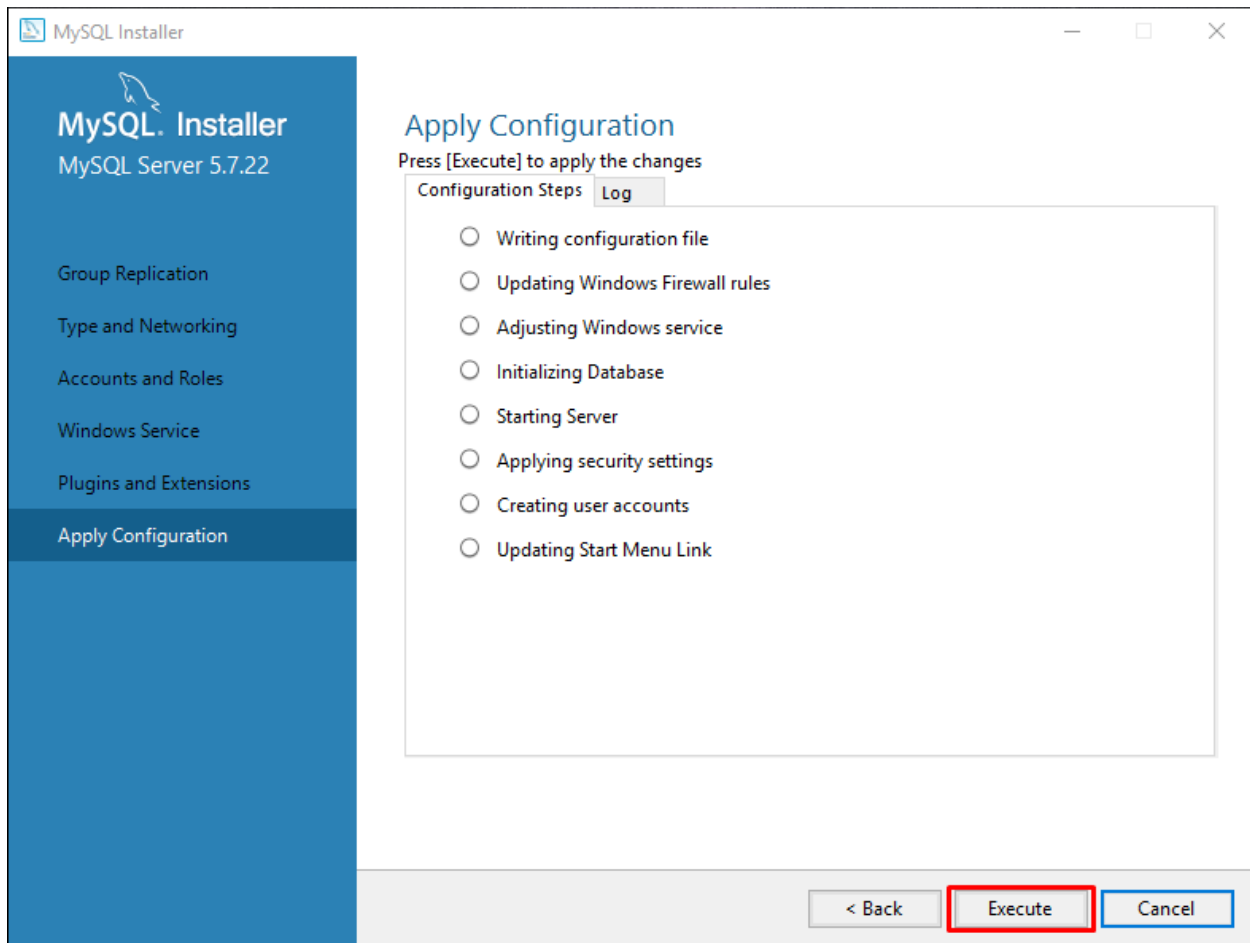 MySQL Installer
MySQL. Installer
MySQL Server 5.7.22
Group Replication
Type and Networking
Accounts and Roles
Windows Service
Plugins and Extensions
Apply Configuration
Apply Configuration
Press [Execute] to apply the changes
Configuration Steps Log
Writing configuration file
Updating Windows Firewall rules
Adjusting Windows service
Initializing Database
Starting Server
Applying security settings
Creating user accounts
Updating Start Menu Link
< Back Execute Cancel